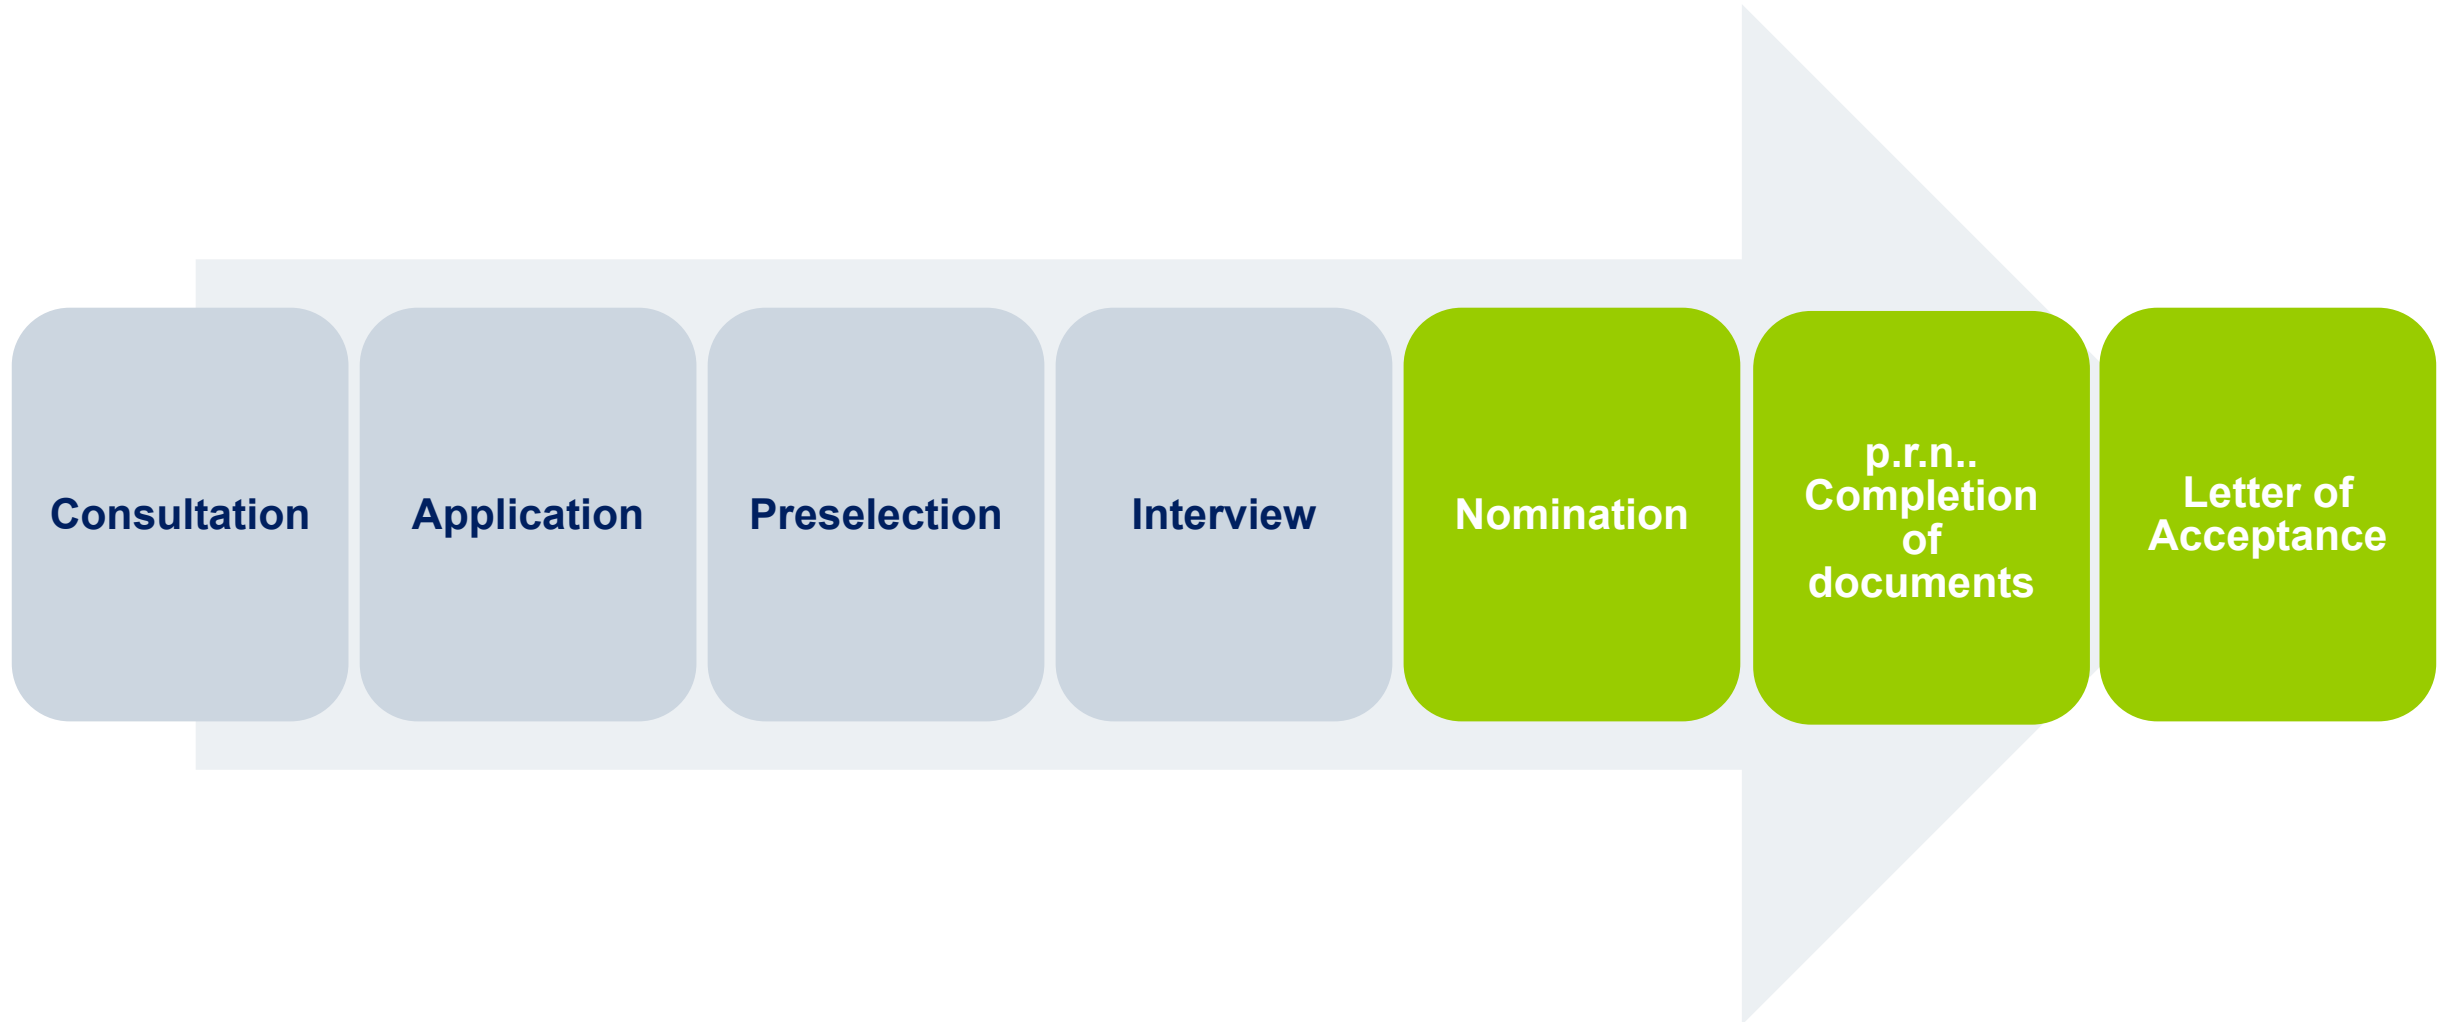 Consultation
Application
Preselection
Interview
Nomination
p.r.n..
Completion
of
documents
Letter of
Acceptance